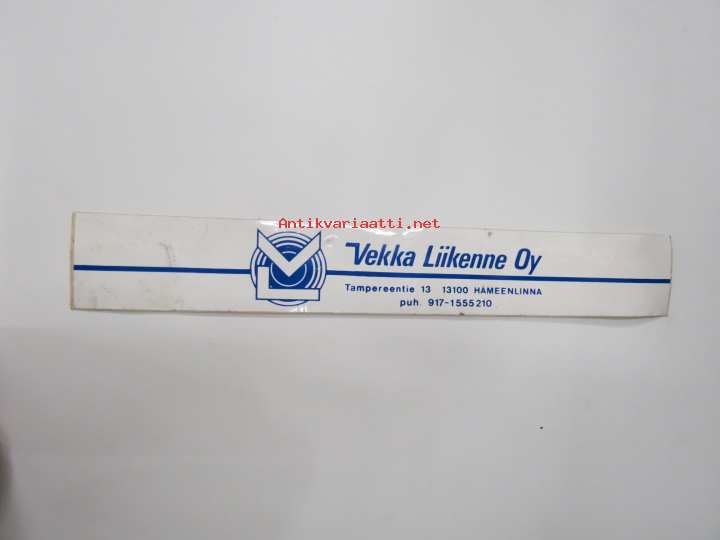 Antikvariaatti.net
Vekka Liikenne Oy
Tampereentie 13 13100 HÄMEENLINNA
puh. 917-1555210